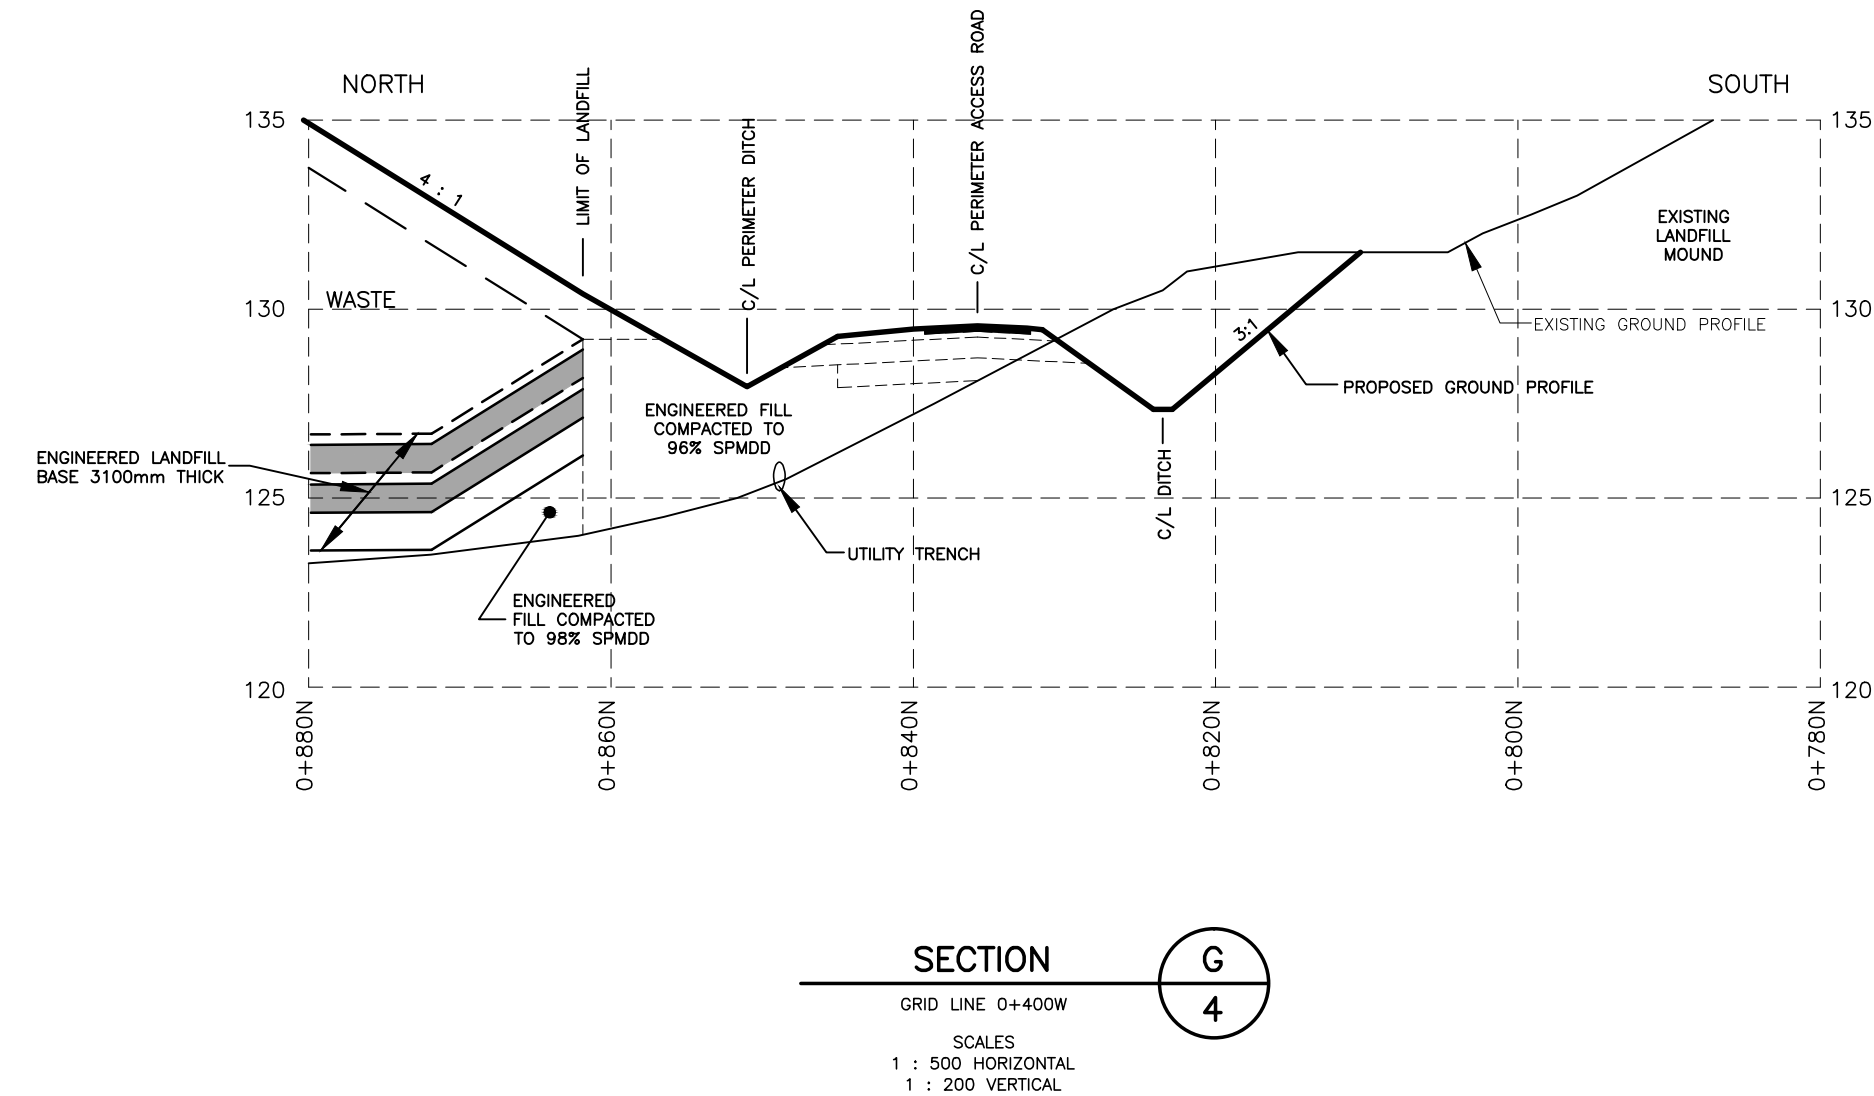 NORTH
SOUTH
135
135
4 : 1
LIMIT OF LANDFILL
C/L PERIMETER DITCH
C/L PERIMETER ACCESS ROAD
EXISTING
LANDFILL
MOUND
WASTE
130
130
3:1
EXISTING GROUND PROFILE
PROPOSED GROUND PROFILE
ENGINEERED FILL
COMPACTED TO
96% SPMDD
ENGINEERED LANDFILL
BASE 3100mm THICK
125
125
C/L DITCH
UTILITY TRENCH
ENGINEERED
FILL COMPACTED
TO 98% SPMDD
120
120
0+880N
0+860N
0+840N
0+820N
0+800N
0+780N
SECTION
G
4
GRID LINE 0+400W
SCALES
1 : 500 HORIZONTAL
1 : 200 VERTICAL